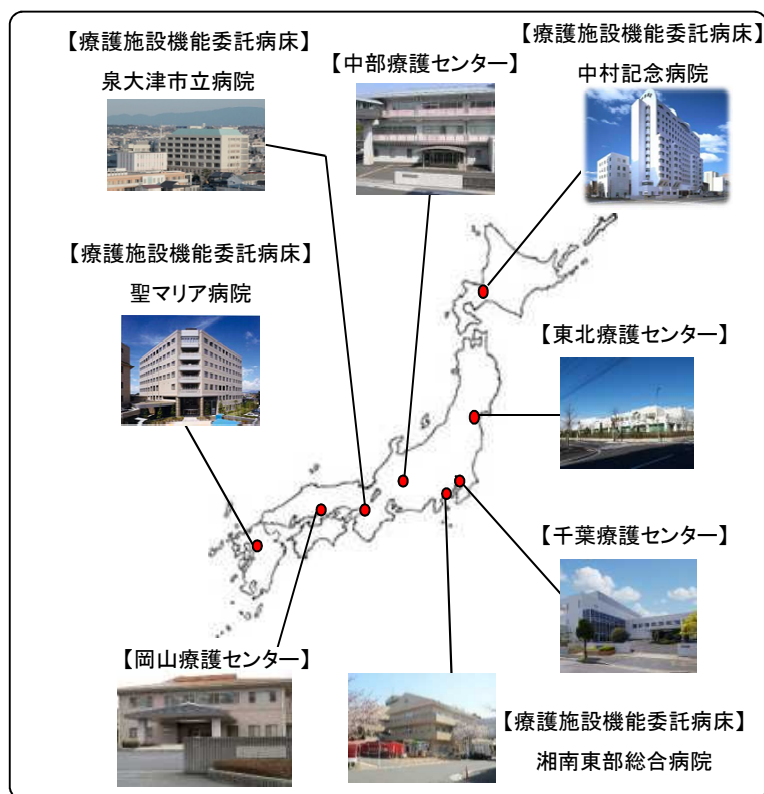 【療護施設機能委託病床】
泉大津市立病院
【中部療護センター】
【療護施設機能委託病床】
中村記念病院
【療護施設機能委託病床】
聖マリア病院
【東北療護センター】
【千葉療護センター】
【岡山療護センター】
【療護施設機能委託病床】
湘南東部総合病院